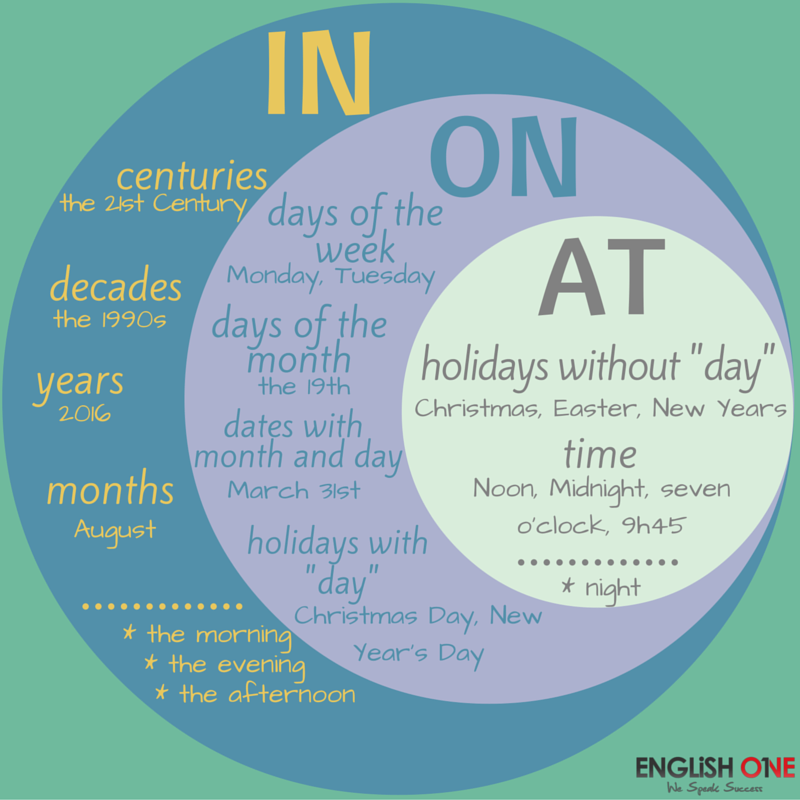 IN
centuries
the 21st Century
decades
the 1990s
years
2016
months
August
* the morning
* the evening
* the afternoon
ON
days of the
week
Monday, Tuesday
days of the
month
the 19th
dates with
month and day
March 31st
holidays with
"day"
Christmas Day, New
Year's Day
AT
holidays without "day"
Christmas, Easter, New Years
time
Noon, Midnight, seven
o'clock, 9h45
* night
ENGLiSH ONE
We Speak Success